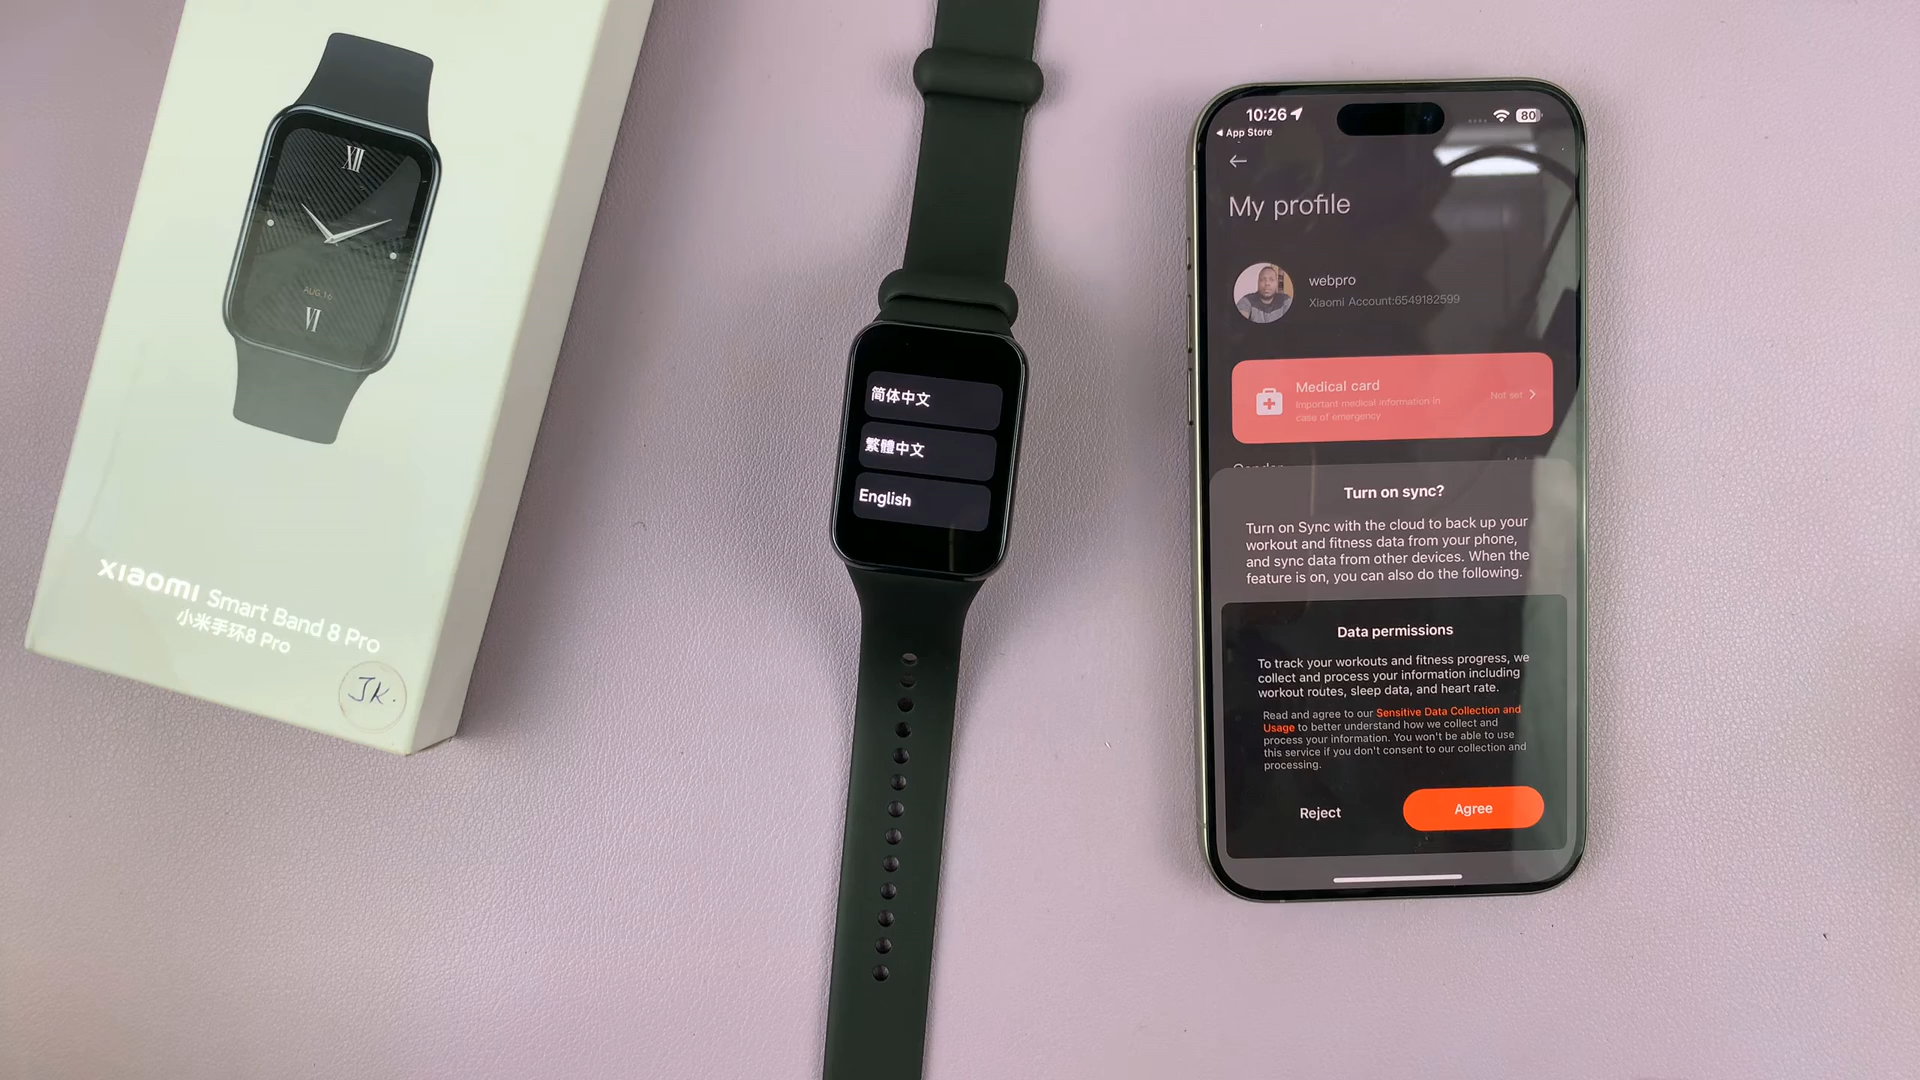 XII
AUG 16
VI
xiaomi Smart Band 8 Pro
小米手环8 Pro
JK.
简体中文
繁體中文
English
10:26
80
App Store
My profile
webpro
Xiaomi Account:6549182599
Medical card
Important medical information in
case of emergency
Not set
Turn on sync?
Turn on Sync with the cloud to back up your
workout and fitness data from your phone,
and sync data from other devices. When the
feature is on, you can also do the following.
Data permissions
To track your workouts and fitness progress, we
collect and process your information including
workout routes, sleep data, and heart rate.
Read and agree to our Sensitive Data Collection and
Usage to better understand how we collect and
process your information. You won't be able to use
this service if you don't consent to our collection and
processing.
Reject
Agree